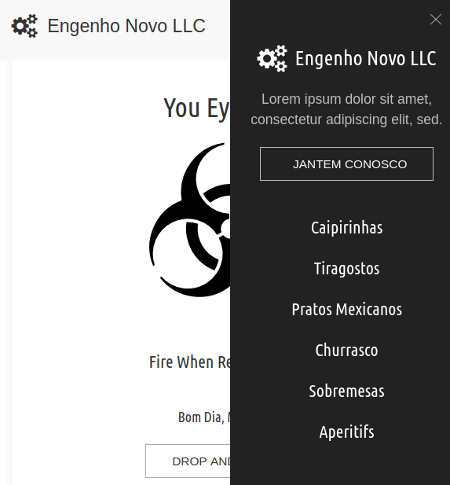 Engenho Novo LLC
You Ey
Fire When Re
Bom Dia,
DROP AND
Engenho Novo LLC
Lorem ipsum dolor sit amet,
consectetur adipiscing elit, sed.
JANTEM CONOSCO
Caipirinhas
Tiragostos
Pratos Mexicanos
Churrasco
Sobremesas
Aperitifs